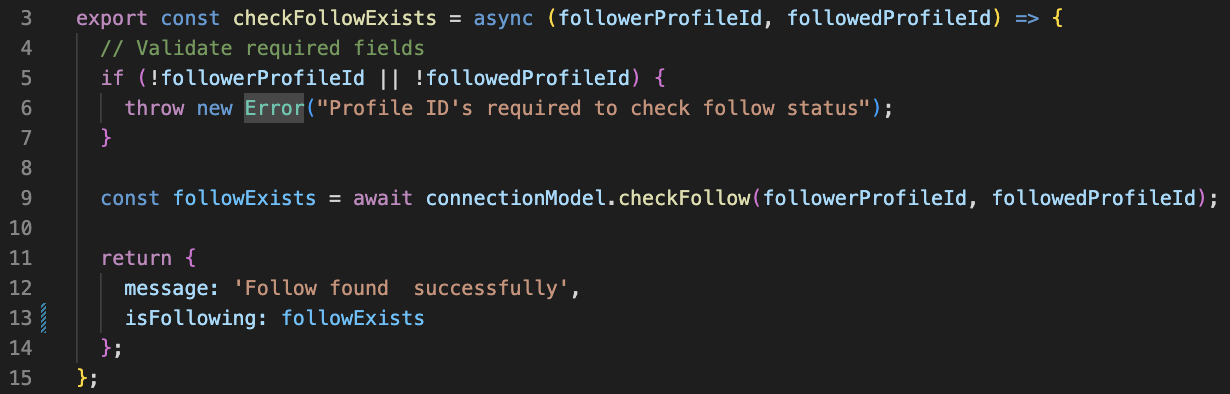 3 export const checkFollowExists = async (followerProfileId, followedProfileId) => {
4 // Validate required fields
5 if (!followerProfileId || !followedProfileId) {
6 throw new Error("Profile ID's required to check follow status");
7 }
8
9 const followExists = await connectionModel.checkFollow(followerProfileId, followedProfileId);
10
11 return {
12 message: 'Follow found  successfully',
13 isFollowing: followExists
14 };
15 };